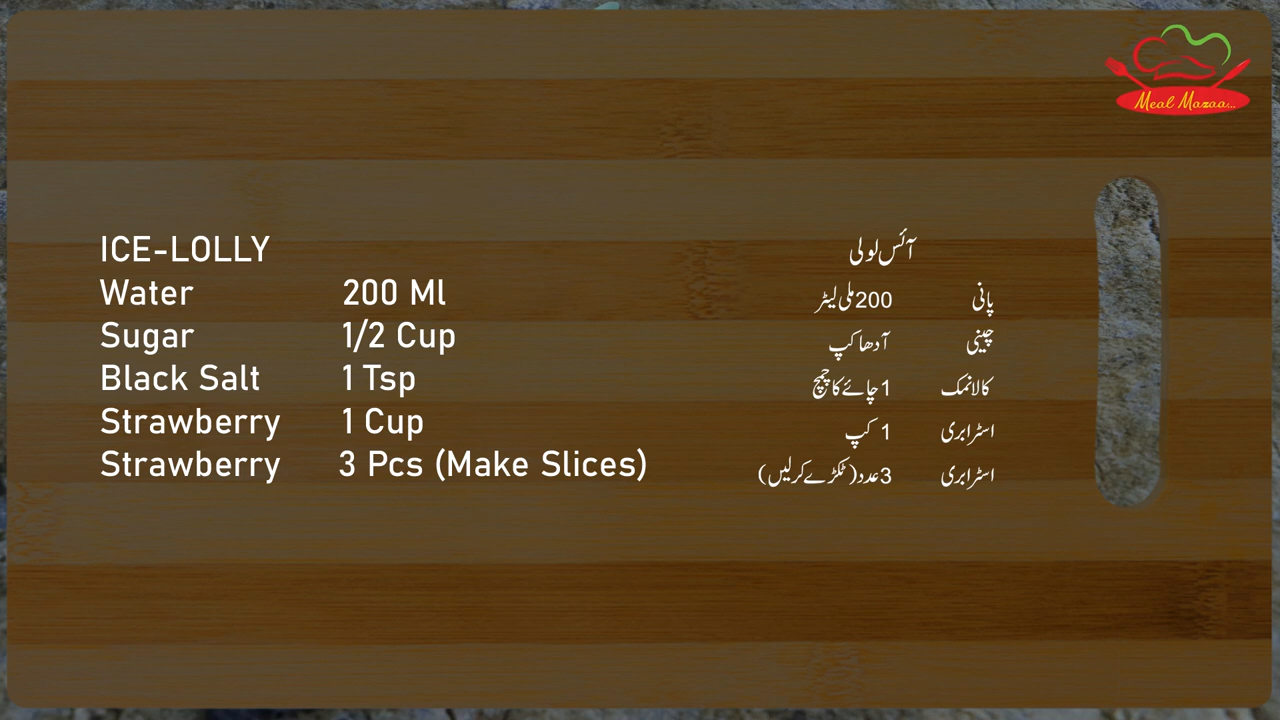 Meal Mazaa...
ICE-LOLLY
Water 200 Ml
Sugar 1/2 Cup
Black Salt 1 Tsp
Strawberry 1 Cup
Strawberry 3 Pcs (Make Slices)
آئس لولی
پانی 200 ملی لیٹر
چینی آدھا کپ
کالا نمک 1 چائے کا چمچ
اسٹرابری 1 کپ
اسٹرابری 3 عدد (ٹکڑے کرلیں)